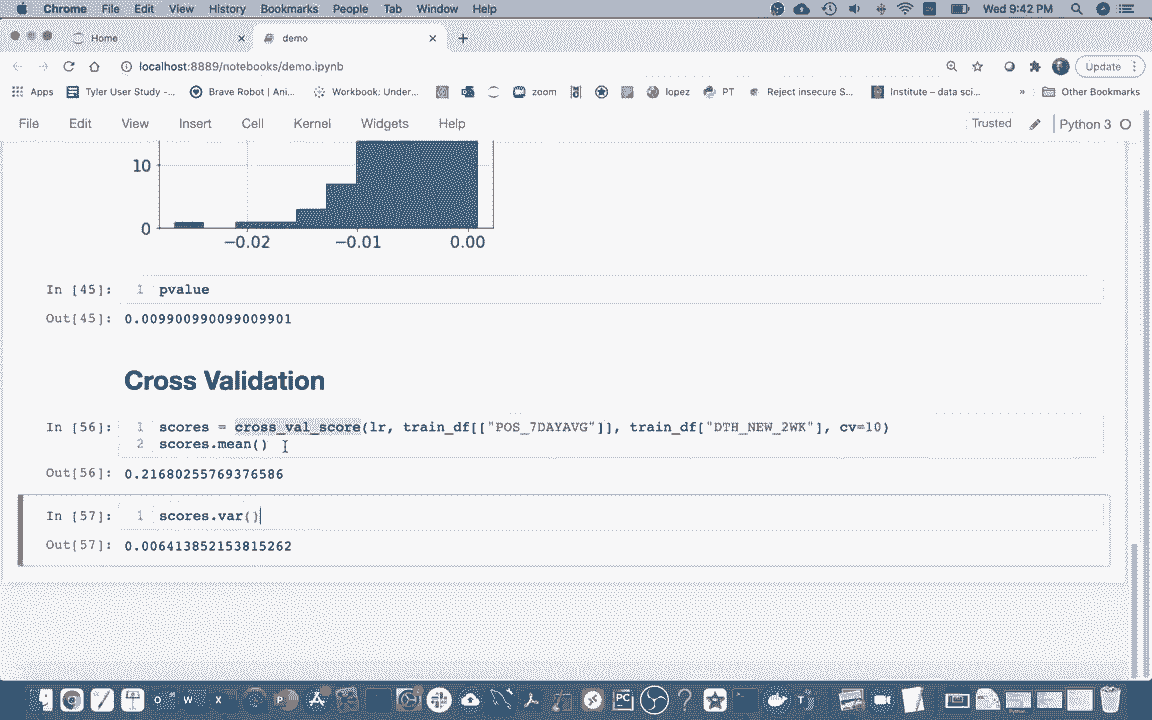 Chrome File Edit View History Bookmarks People Tab Window Help Wed 9:42 PM
Home demo
localhost:8889/notebooks/demo.ipynb Update
Apps Tyler User Study -... Brave Robot | Ani... Workbook: Under... zoom lopez PT Reject insecure S... Institute – data sci... » Other Bookmarks
File Edit View Insert Cell Kernel Widgets Help Trusted Python 3
10
0
−0.02 −0.01 0.00
In [45]: 1 pvalue
Out[45]: 0.009900990099009901
Cross Validation
In [56]: 1 scores = cross_val_score(lr, train_df[["POS_7DAYAVG"]], train_df["DTH_NEW_2WK"], cv=10)
2 scores.mean()
Out[56]: 0.21680255769376586
In [57]: 1 scores.var()
Out[57]: 0.006413852153815262